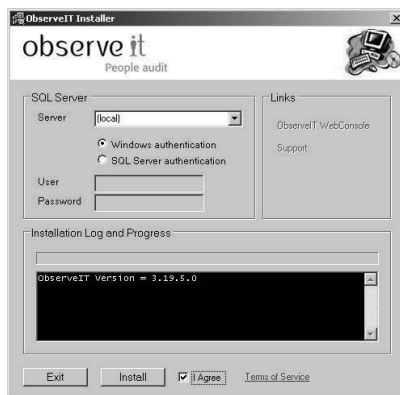 ObserveIT Installer
observe it
People audit
SQL Server
Server
(local)
Windows authentication
SQL Server authentication
User
Password
Links
ObserveIT WebConsole
Support
Installation Log and Progress
ObserveIT Version = 3.19.5.0
Exit
Install
I Agree
Terms of Service